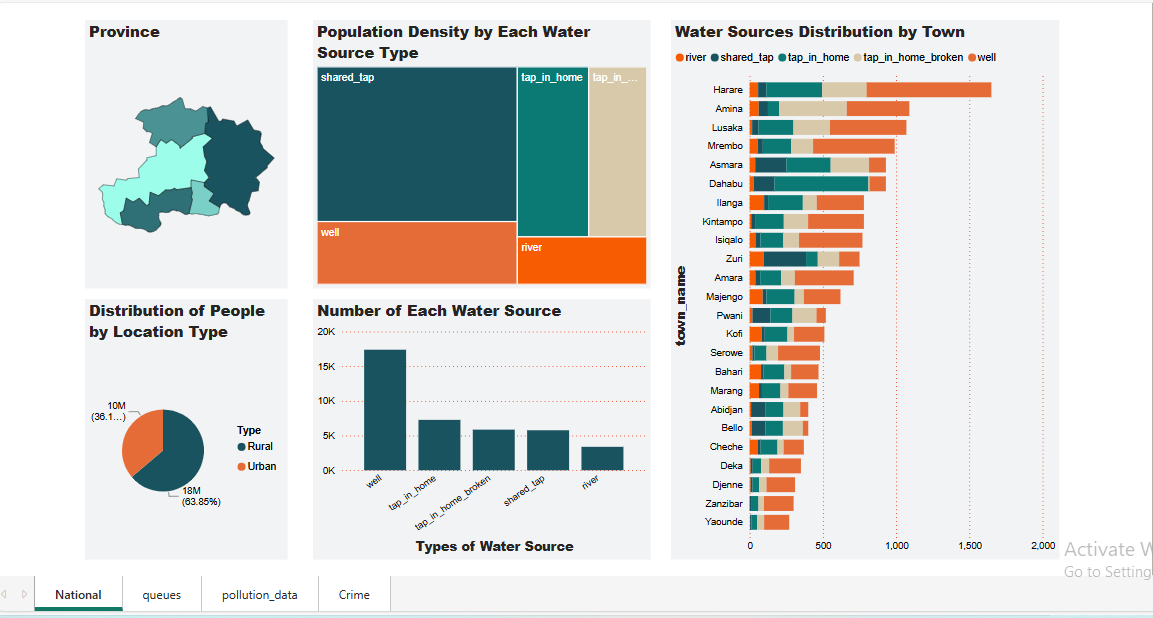 Province
Population Density by Each Water
Source Type
shared_tap
tap_in_home
tap_in_...
well
river
Water Sources Distribution by Town
river shared_tap tap_in_home tap_in_home_broken well
town_name
Harare
Amina
Lusaka
Mrembo
Asmara
Dahabu
Ilanga
Kintampo
Isiqalo
Zuri
Amara
Majengo
Pwani
Kofi
Serowe
Bahari
Marang
Abidjan
Bello
Cheche
Deka
Djenne
Zanzibar
Yaounde
0 500 1,000 1,500 2,000
Distribution of People
by Location Type
10M
(36.1...)
18M
(63.85%)
Type
Rural
Urban
Number of Each Water Source
20K
15K
10K
5K
0K
well
tap_in_home
tap_in_home_broken
shared_tap
river
Types of Water Source
Activate W
Go to Setting
National queues pollution_data Crime